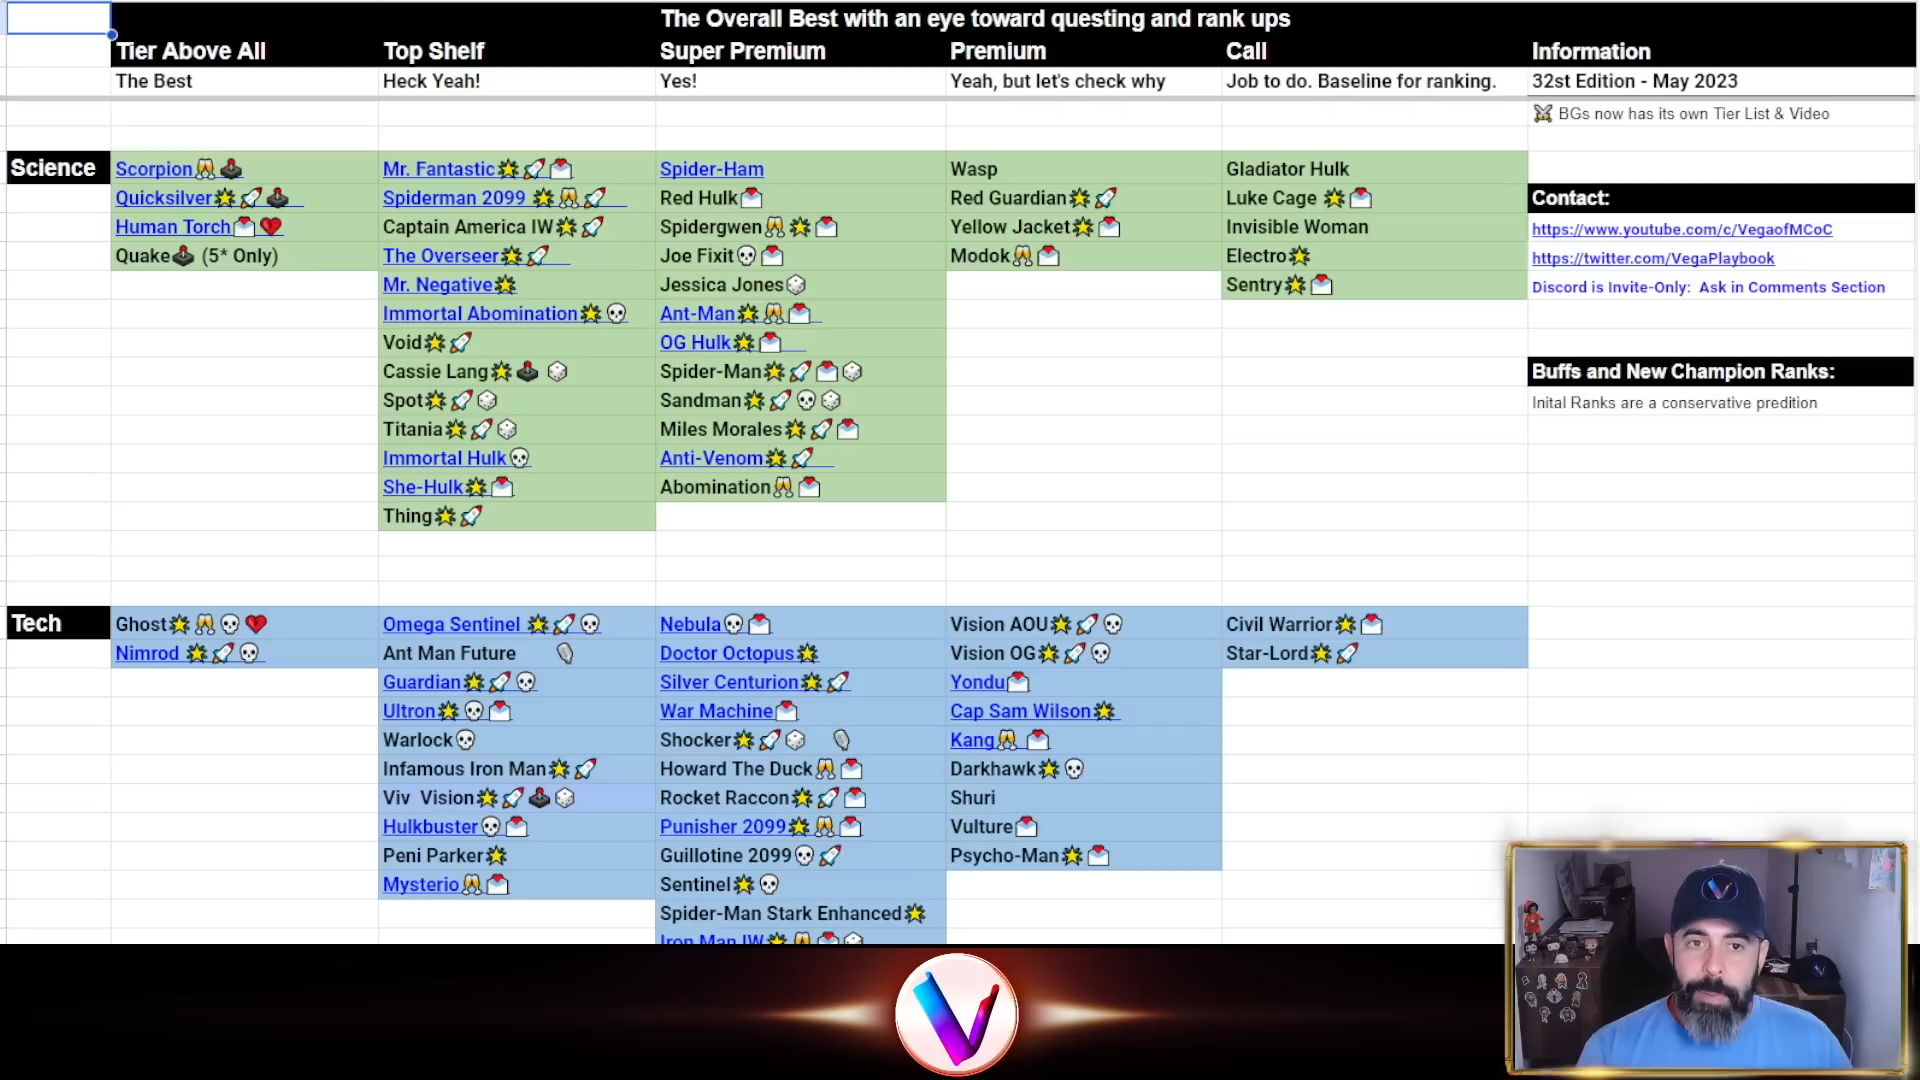 The Overall Best with an eye toward questing and rank ups
Tier Above All Top Shelf Super Premium Premium Call Information
The Best Heck Yeah! Yes! Yeah, but let's check why Job to do. Baseline for ranking. 32st Edition - May 2023
BGs now has its own Tier List & Video
Science Scorpion Mr. Fantastic Spider-Ham Wasp Gladiator Hulk
Quicksilver Spiderman 2099 Red Hulk Red Guardian Luke Cage Contact:
Human Torch Captain America IW Spidergwen Yellow Jacket Invisible Woman https://www.youtube.com/c/VegaofMCoC
Quake (5* Only) The Overseer Joe Fixit Modok Electro https://twitter.com/VegaPlaybook
Mr. Negative Jessica Jones Sentry Discord is Invite-Only: Ask in Comments Section
Immortal Abomination Ant-Man
Void OG Hulk
Cassie Lang Spider-Man Buffs and New Champion Ranks:
Spot Sandman Inital Ranks are a conservative predition
Titania Miles Morales
Immortal Hulk Anti-Venom
She-Hulk Abomination
Thing
Tech Ghost Omega Sentinel Nebula Vision AOU Civil Warrior
Nimrod Ant Man Future Doctor Octopus Vision OG Star-Lord
Guardian Silver Centurion Yondu
Ultron War Machine Cap Sam Wilson
Warlock Shocker Kang
Infamous Iron Man Howard The Duck Darkhawk
Viv Vision Rocket Raccon Shuri
Hulkbuster Punisher 2099 Vulture
Peni Parker Guillotine 2099 Psycho-Man
Mysterio Sentinel
Spider-Man Stark Enhanced
Iron Man IW